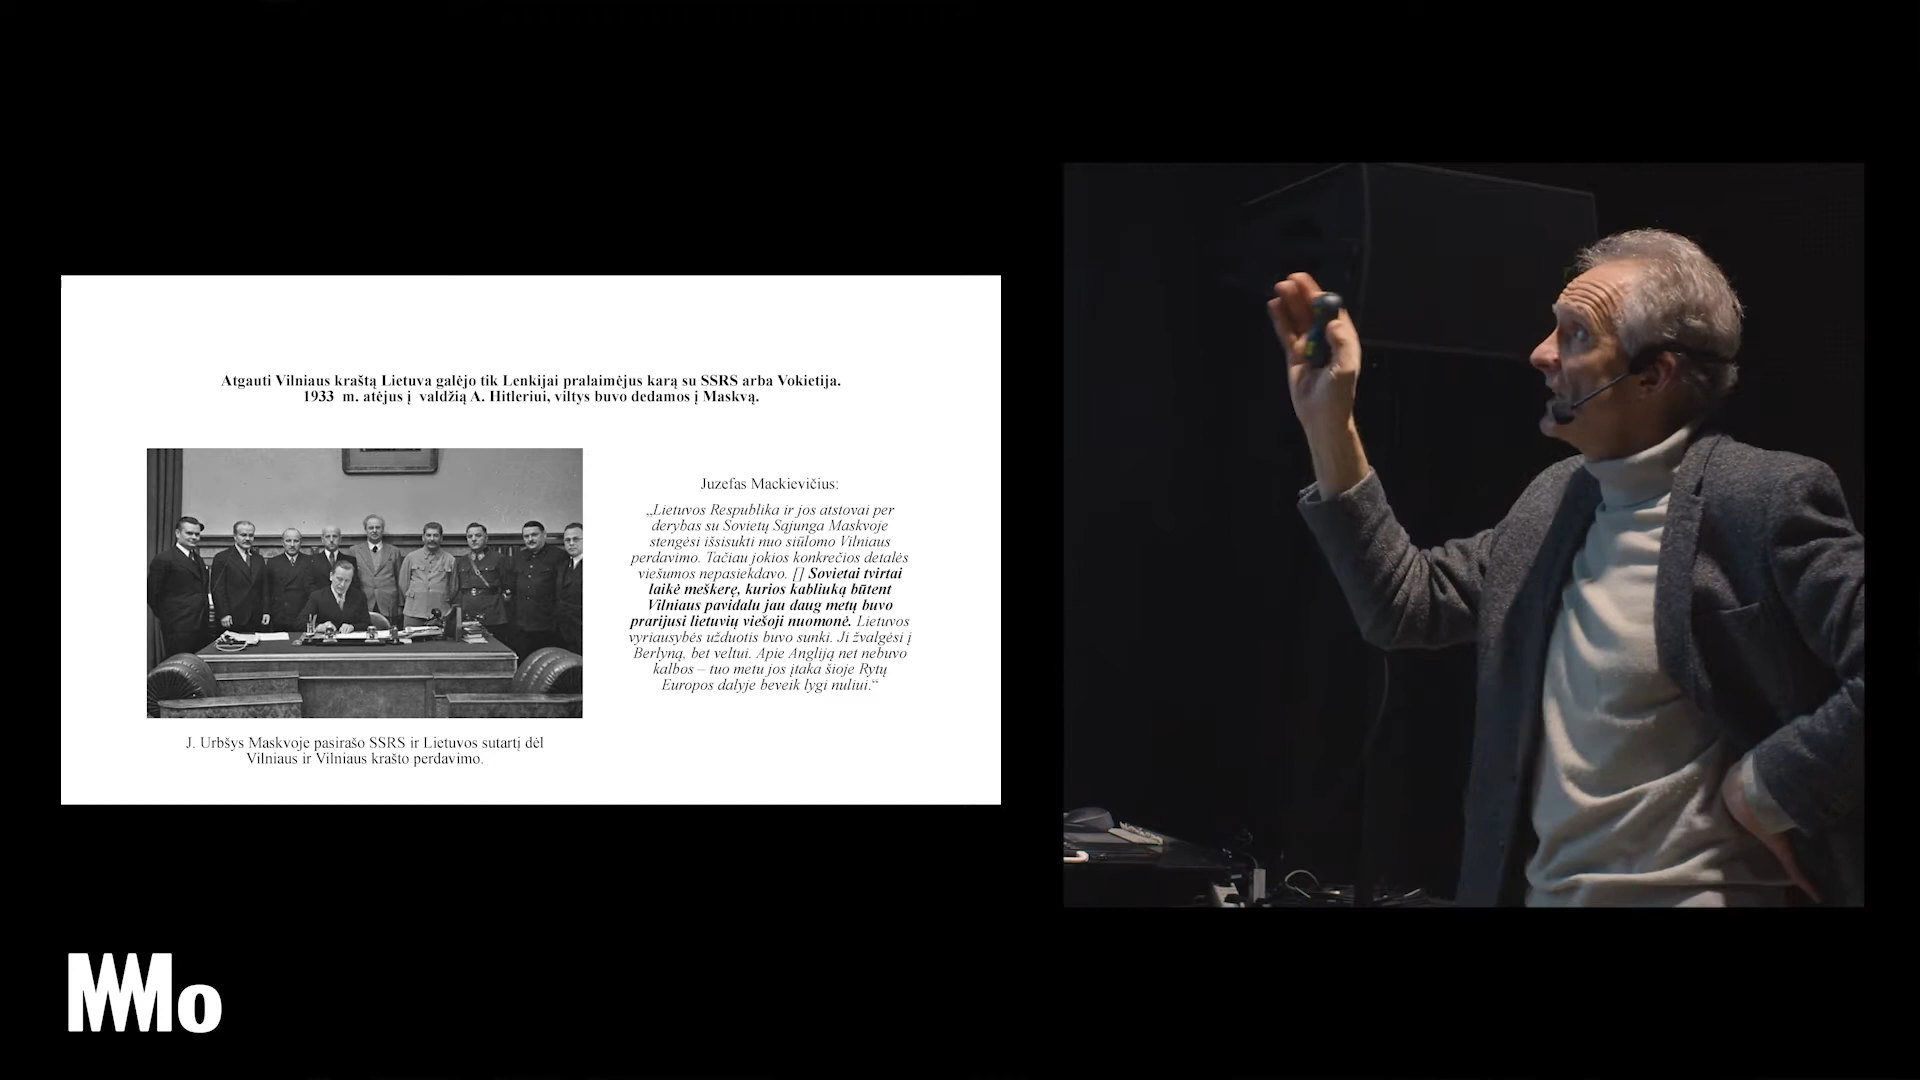 Atgauti Vilniaus kraštą Lietuva galėjo tik Lenkijai pralaimėjus karą su SSRS arba Vokietija.
1933 m. atėjus į valdžią A. Hitleriui, viltys buvo dedamos į Maskvą.
J. Urbšys Maskvoje pasirašo SSRS ir Lietuvos sutartį dėl
Vilniaus ir Vilniaus krašto perdavimo.
Juzefas Mackievičius:
„Lietuvos Respublika ir jos atstovai per
derybas su Sovietų Sąjunga Maskvoje
stengėsi išsisukti nuo siūlomo Vilniaus
perdavimo. Tačiau jokios konkrečios detalės
viešumos nepasiekdavo. [] Sovietai tvirtai
laikė meškerę, kurios kabliuką būtent
Vilniaus pavidalu jau daug metų buvo
prarijusi lietuvių viešoji nuomonė. Lietuvos
vyriausybės užduotis buvo sunki. Ji žvalgėsi į
Berlyną, bet veltui. Apie Angliją net nebuvo
kalbos – tuo metu jos įtaka šioje Rytų
Europos dalyje beveik lygi nuliui.“
MMo